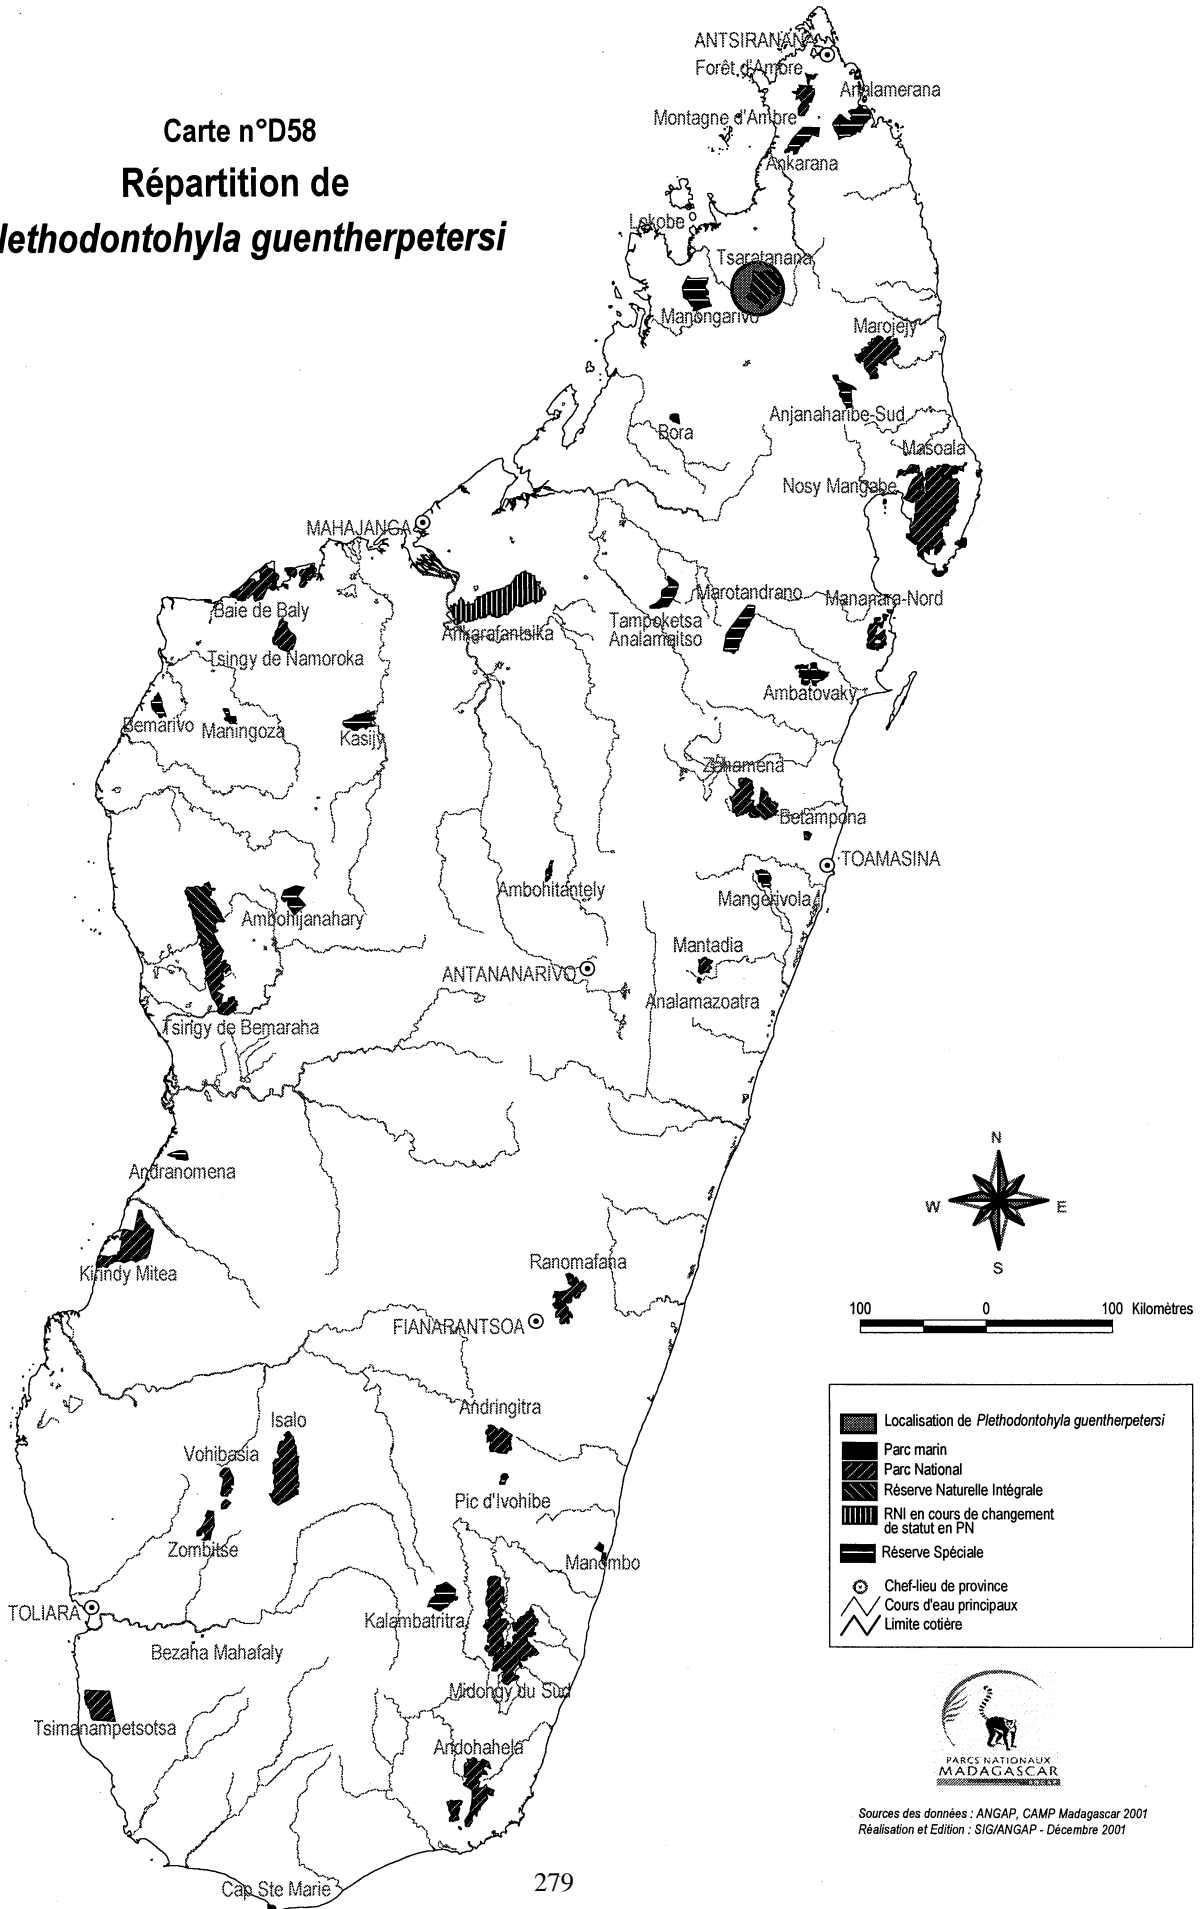 Carte n°D58
Répartition de
lethodontohyla guentherpetersi
ANTSIRANANA
Forêt d'Ambre
Analamerana
Montagne d'Ambre
Ankarana
Lokobe
Tsaratanana
Manongarivo
Marojejy
Anjanaharibe-Sud
Bora
Masoala
Nosy Mangabe
MAHAJANGA
Baie de Baly
Ankarafantsika
Tampoketsa
Analamaitso
Marotandrano
Mananara-Nord
Tsingy de Namoroka
Ambatovaky
Bemarivo
Maningoza
Kasijy
Zahamena
Betampona
TOAMASINA
Ambohitantely
Mangerivola
Ambohijanahary
Mantadia
ANTANANARIVO
Analamazoatra
Tsingy de Bemaraha
Andranomena
Kirindy Mitea
Ranomafana
FIANARANTSOA
Andringitra
Isalo
Vohibasia
Pic d'Ivohibe
Zombitse
Manombo
TOLIARA
Kalambatritra
Bezaha Mahafaly
Midongy du Sud
Tsimanampetsotsa
Andohahela
Cap Ste Marie
N
W
E
S
100 0 100 Kilomètres
Localisation de Plethodontohyla guentherpetersi
Parc marin
Parc National
Réserve Naturelle Intégrale
RNI en cours de changement
de statut en PN
Réserve Spéciale
Chef-lieu de province
Cours d'eau principaux
Limite cotière
PARCS NATIONAUX
MADAGASCAR
ANGAP
Sources des données : ANGAP, CAMP Madagascar 2001
Réalisation et Edition : SIG/ANGAP - Décembre 2001
279